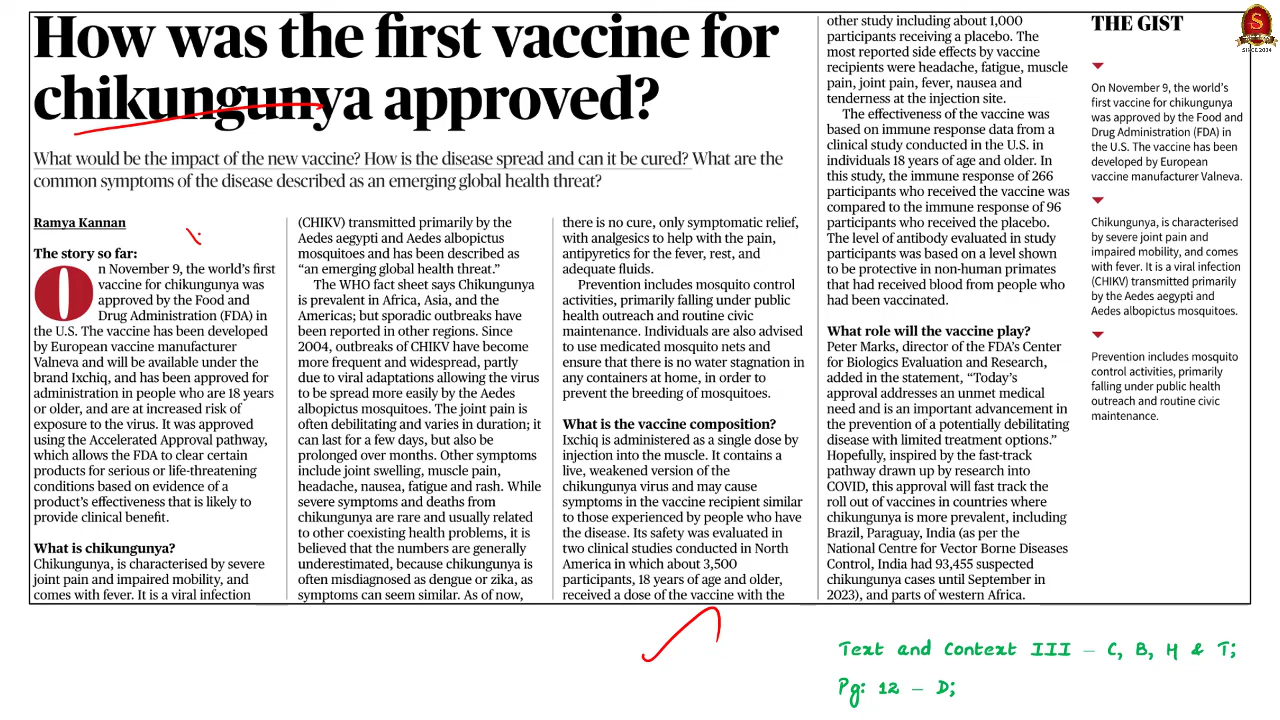 How was the first vaccine for
chikungunya approved?
What would be the impact of the new vaccine? How is the disease spread and can it be cured? What are the
common symptoms of the disease described as an emerging global health threat?
Ramya Kannan
The story so far:
On November 9, the world's first
vaccine for chikungunya was
approved by the Food and
Drug Administration (FDA) in
the U.S. The vaccine has been developed
by European vaccine manufacturer
Valneva and will be available under the
brand Ixchiq, and has been approved for
administration in people who are 18 years
or older, and are at increased risk of
exposure to the virus. It was approved
using the Accelerated Approval pathway,
which allows the FDA to clear certain
products for serious or life-threatening
conditions based on evidence of a
product's effectiveness that is likely to
provide clinical benefit.
What is chikungunya?
Chikungunya, is characterised by severe
joint pain and impaired mobility, and
comes with fever. It is a viral infection
(CHIKV) transmitted primarily by the
Aedes aegypti and Aedes albopictus
mosquitoes and has been described as
“an emerging global health threat.”
The WHO fact sheet says Chikungunya
is prevalent in Africa, Asia, and the
Americas; but sporadic outbreaks have
been reported in other regions. Since
2004, outbreaks of CHIKV have become
more frequent and widespread, partly
due to viral adaptations allowing the virus
to be spread more easily by the Aedes
albopictus mosquitoes. The joint pain is
often debilitating and varies in duration; it
can last for a few days, but also be
prolonged over months. Other symptoms
include joint swelling, muscle pain,
headache, nausea, fatigue and rash. While
severe symptoms and deaths from
chikungunya are rare and usually related
to other coexisting health problems, it is
believed that the numbers are generally
underestimated, because chikungunya is
often misdiagnosed as dengue or zika, as
symptoms can seem similar. As of now,
there is no cure, only symptomatic relief,
with analgesics to help with the pain,
antipyretics for the fever, rest, and
adequate fluids.
Prevention includes mosquito control
activities, primarily falling under public
health outreach and routine civic
maintenance. Individuals are also advised
to use medicated mosquito nets and
ensure that there is no water stagnation in
any containers at home, in order to
prevent the breeding of mosquitoes.
What is the vaccine composition?
Ixchiq is administered as a single dose by
injection into the muscle. It contains a
live, weakened version of the
chikungunya virus and may cause
symptoms in the vaccine recipient similar
to those experienced by people who have
the disease. Its safety was evaluated in
two clinical studies conducted in North
America in which about 3,500
participants, 18 years of age and older,
received a dose of the vaccine with the
other study including about 1,000
participants receiving a placebo. The
most reported side effects by vaccine
recipients were headache, fatigue, muscle
pain, joint pain, fever, nausea and
tenderness at the injection site.
The effectiveness of the vaccine was
based on immune response data from a
clinical study conducted in the U.S. in
individuals 18 years of age and older. In
this study, the immune response of 266
participants who received the vaccine was
compared to the immune response of 96
participants who received the placebo.
The level of antibody evaluated in study
participants was based on a level shown
to be protective in non-human primates
that had received blood from people who
had been vaccinated.
What role will the vaccine play?
Peter Marks, director of the FDA's Center
for Biologics Evaluation and Research,
added in the statement, “Today's
approval addresses an unmet medical
need and is an important advancement in
the prevention of a potentially debilitating
disease with limited treatment options.”
Hopefully, inspired by the fast-track
pathway drawn up by research into
COVID, this approval will fast track the
roll out of vaccines in countries where
chikungunya is more prevalent, including
Brazil, Paraguay, India (as per the
National Centre for Vector Borne Diseases
Control, India had 93,455 suspected
chikungunya cases until September in
2023), and parts of western Africa.
THE GIST
On November 9, the world's
first vaccine for chikungunya
was approved by the Food and
Drug Administration (FDA) in
the U.S. The vaccine has been
developed by European
vaccine manufacturer Valneva.
Chikungunya, is characterised
by severe joint pain and
impaired mobility, and comes
with fever. It is a viral infection
(CHIKV) transmitted primarily
by the Aedes aegypti and
Aedes albopictus mosquitoes.
Prevention includes mosquito
control activities, primarily
falling under public health
outreach and routine civic
maintenance.
S
SINCE 2004
Text and Context III – C, B, H & T;
Pg: 12 – D;